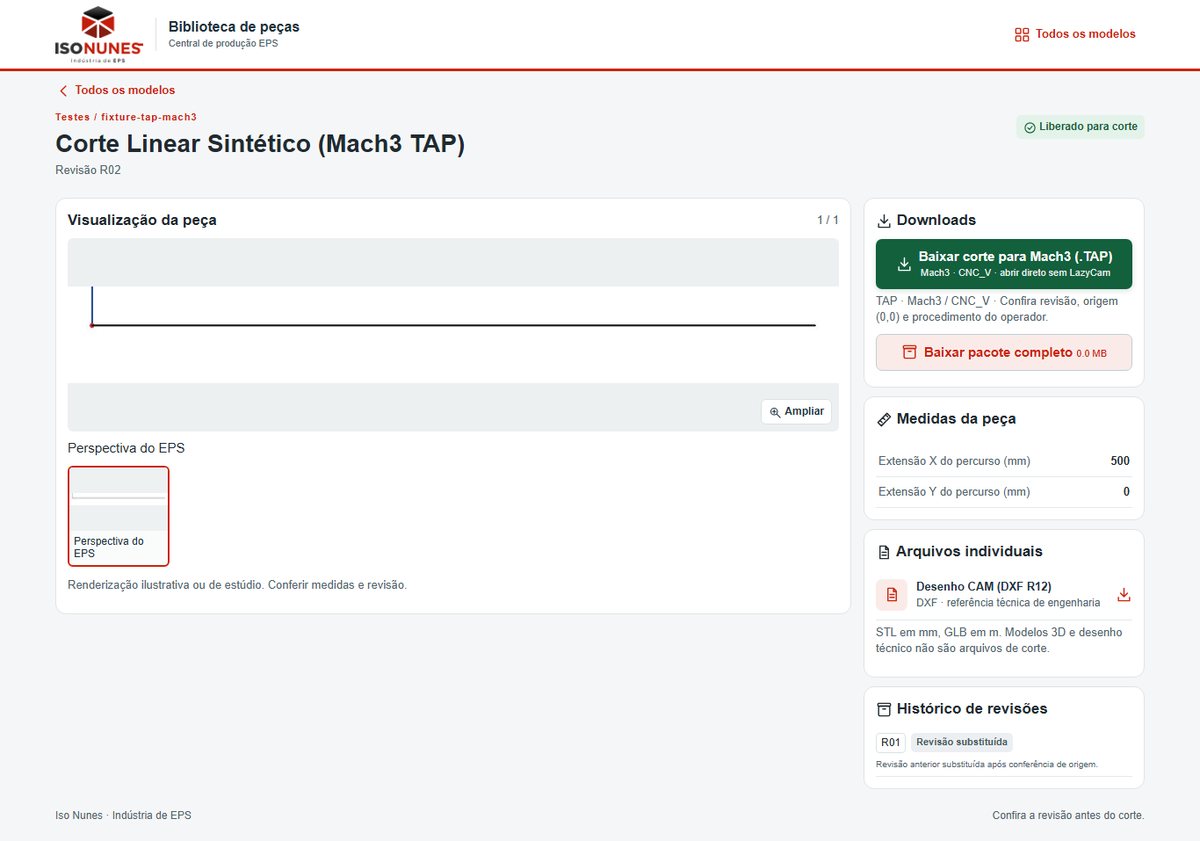 ISONUNES
Indústria de EPS
Biblioteca de peças
Central de produção EPS
Todos os modelos
Todos os modelos
Testes / fixture-tap-mach3
Corte Linear Sintético (Mach3 TAP)
Revisão R02
Liberado para corte
Visualização da peça
1 / 1
Ampliar
Perspectiva do EPS
Perspectiva do
EPS
Renderização ilustrativa ou de estúdio. Conferir medidas e revisão.
Downloads
Baixar corte para Mach3 (.TAP)
Mach3 · CNC_V · abrir direto sem LazyCam
TAP · Mach3 / CNC_V · Confira revisão, origem
(0,0) e procedimento do operador.
Baixar pacote completo 0.0 MB
Medidas da peça
Extensão X do percurso (mm) 500
Extensão Y do percurso (mm) 0
Arquivos individuais
Desenho CAM (DXF R12)
DXF · referência técnica de engenharia
STL em mm, GLB em m. Modelos 3D e desenho
técnico não são arquivos de corte.
Histórico de revisões
R01 Revisão substituída
Revisão anterior substituída após conferência de origem.
Iso Nunes · Indústria de EPS
Confira a revisão antes do corte.